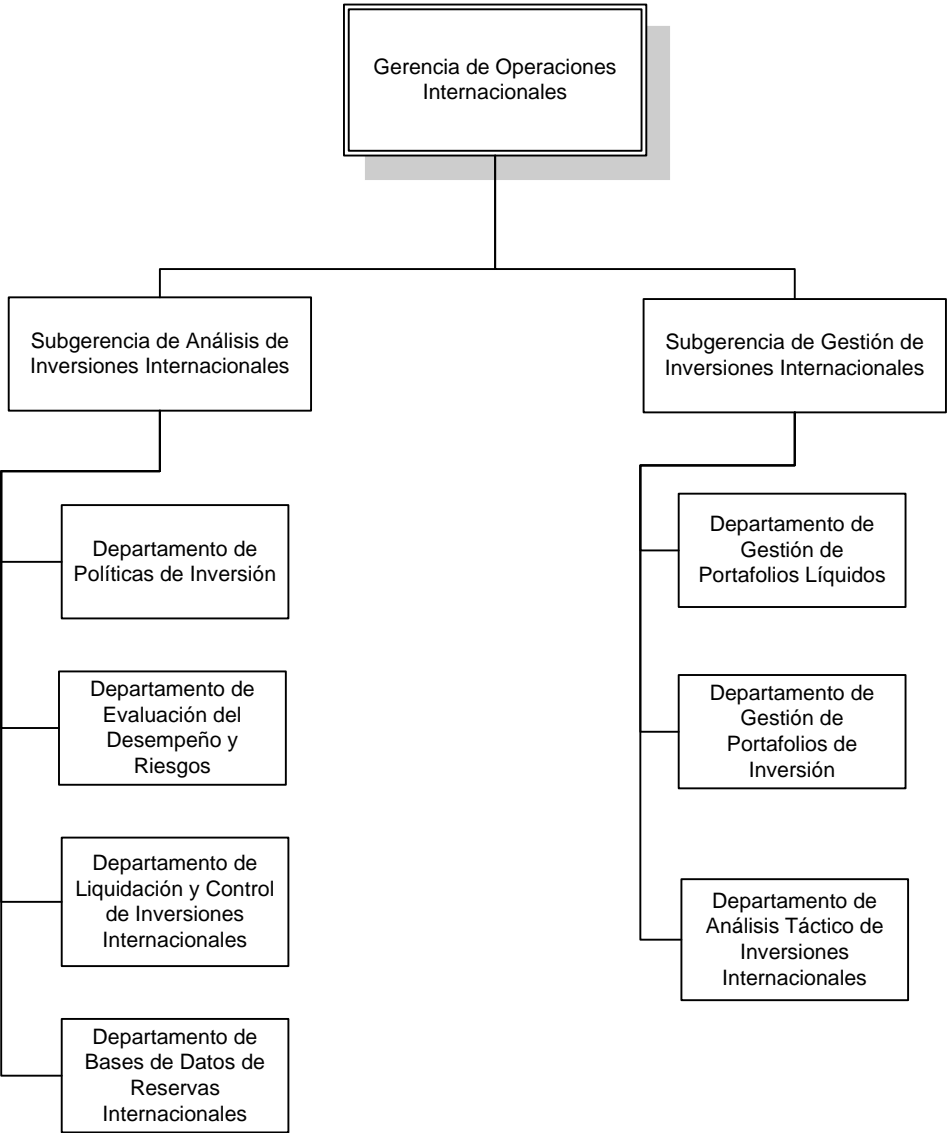 Gerencia de Operaciones
Internacionales
Subgerencia de Análisis de
Inversiones Internacionales
Subgerencia de Gestión de
Inversiones Internacionales
Departamento de
Políticas de Inversión
Departamento de
Evaluación del
Desempeño y
Riesgos
Departamento de
Liquidación y Control
de Inversiones
Internacionales
Departamento de
Bases de Datos de
Reservas
Internacionales
Departamento de
Gestión de
Portafolios Líquidos
Departamento de
Gestión de
Portafolios de
Inversión
Departamento de
Análisis Táctico de
Inversiones
Internacionales